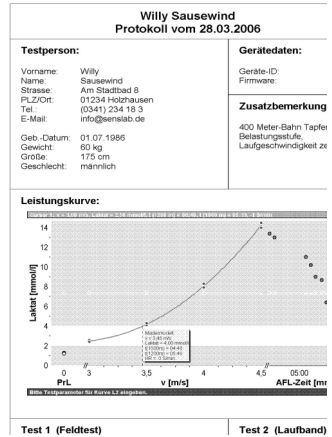 Willy Sausewind
Protokoll vom 28.03.2006
Testperson:
Vorname: Willy
Name: Sausewind
Strasse: Am Stadtbad 8
PLZ/Ort: 01234 Holzhausen
Tel.: (0341) 234 18 3
E-Mail: info@senslab.de
Geb.-Datum: 01.07.1986
Gewicht: 60 kg
Größe: 175 cm
Geschlecht: männlich
Gerätedaten:
Geräte-ID:
Firmware:
Zusatzbemerkung
400 Meter-Bahn Tapfer
Belastungsstufe,
Laufgeschwindigkeit ze
Leistungskurve:
Laktat [mmol/l]
14
12
10
8
6
4
2
0
0 3 3,5 4 4,5 05:00
PrL v [m/s] AFL-Zeit [mm
Bitte Testparameter für Kurve L2 eingeben.
Test 1 (Feldtest)
Test 2 (Laufband)